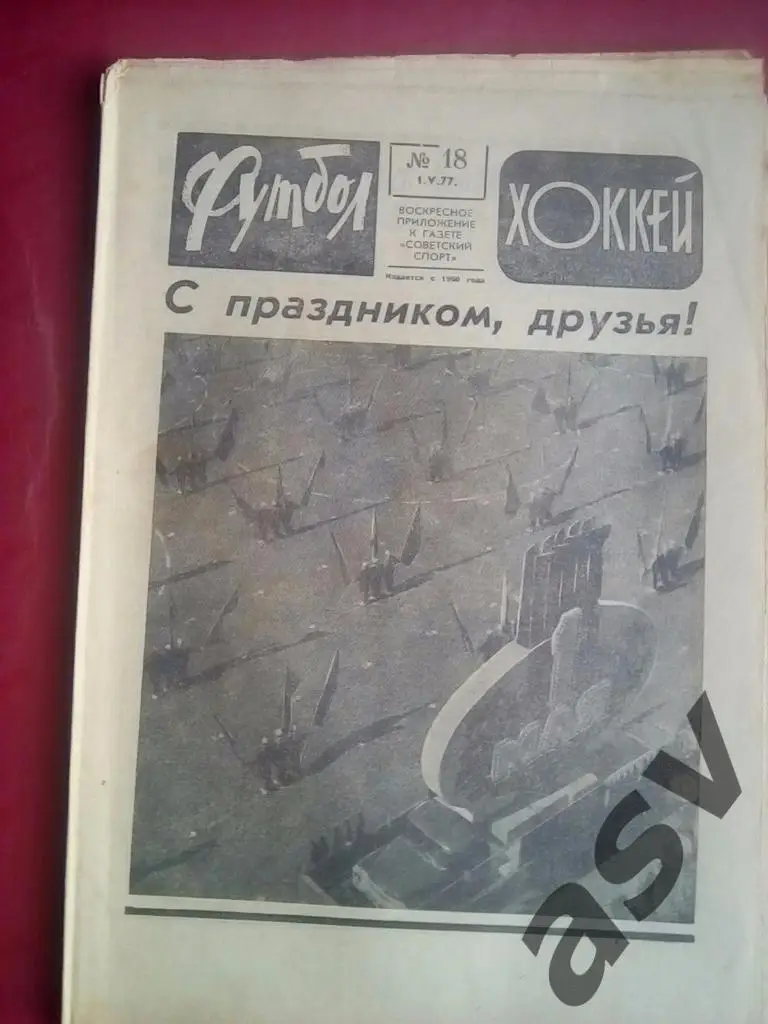 Футбол
№ 18
1.V.77.
ВОСКРЕСНОЕ
ПРИЛОЖЕНИЕ
К ГАЗЕТЕ
«СОВЕТСКИЙ
СПОРТ»
Издается с 1960 года
ХОККЕЙ
С праздником, друзья!
asv